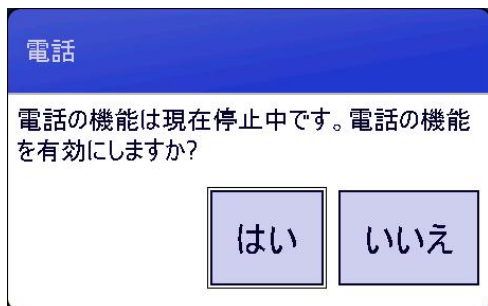 電話
電話の機能は現在停止中です。電話の機能
を有効にしますか?
はい
いいえ